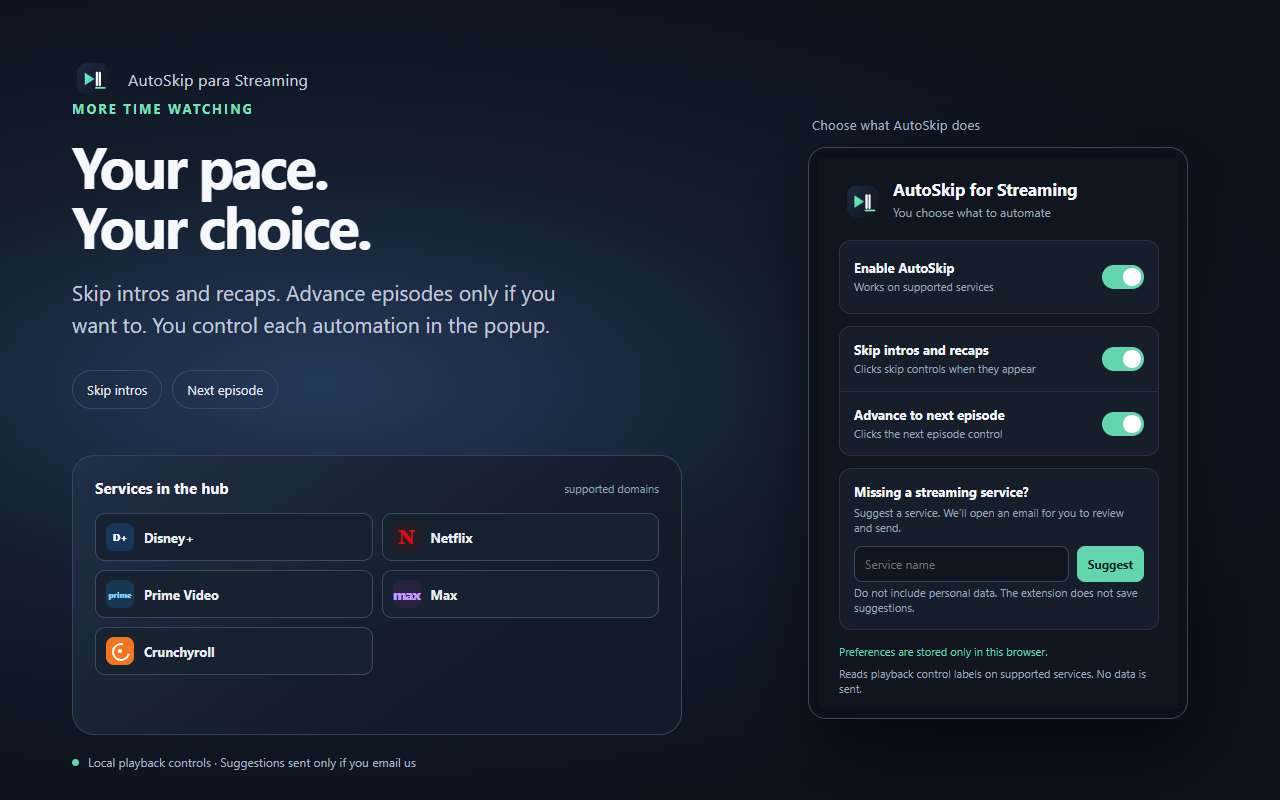 AutoSkip para Streaming
MORE TIME WATCHING
Your pace.
Your choice.
Skip intros and recaps. Advance episodes only if you
want to. You control each automation in the popup.
Skip intros
Next episode
Services in the hub
supported domains
D+
Disney+
N
Netflix
prime
Prime Video
max
Max
Crunchyroll
Local playback controls · Suggestions sent only if you email us
Choose what AutoSkip does
AutoSkip for Streaming
You choose what to automate
Enable AutoSkip
Works on supported services
Skip intros and recaps
Clicks skip controls when they appear
Advance to next episode
Clicks the next episode control
Missing a streaming service?
Suggest a service. We'll open an email for you to review
and send.
Service name
Suggest
Do not include personal data. The extension does not save
suggestions.
Preferences are stored only in this browser.
Reads playback control labels on supported services. No data is
sent.